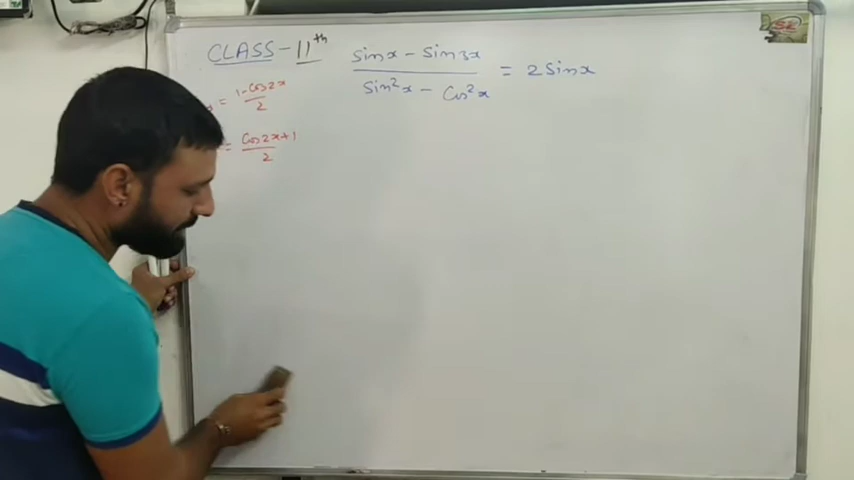 CLASS-11th
sinx - sin3x / sin²x - cos²x = 2 sinx
= 1-cos2x / 2
= cos2x+1 / 2